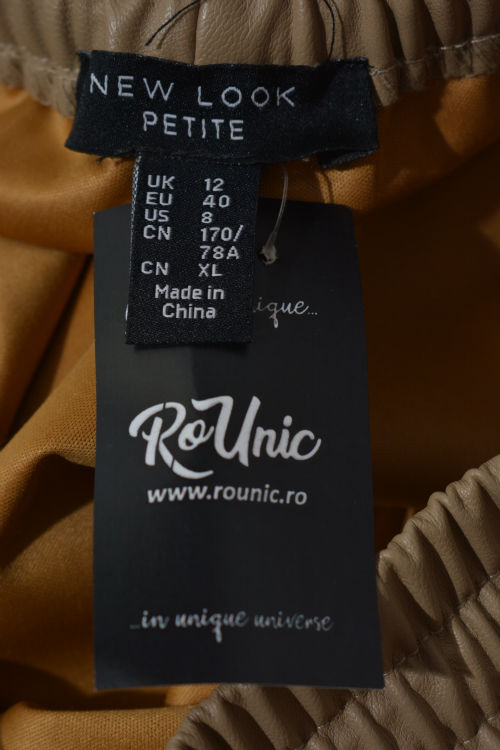 NEW LOOK
PETITE
UK 12
EU 40
US 8
CN 170/
78A
CN XL
Made in
China
RoUnic
www.rounic.ro
...in unique universe